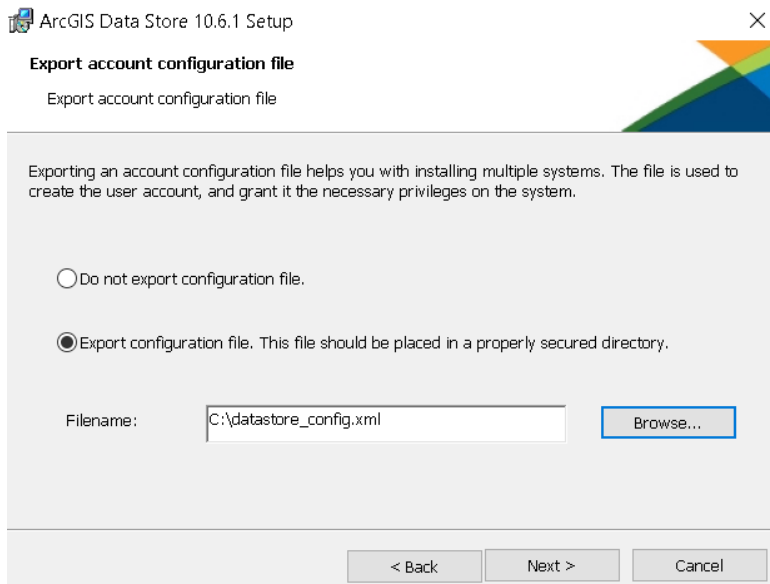 ArcGIS Data Store 10.6.1 Setup
Export account configuration file
Export account configuration file
Exporting an account configuration file helps you with installing multiple systems. The file is used to
create the user account, and grant it the necessary privileges on the system.
Do not export configuration file.
Export configuration file. This file should be placed in a properly secured directory.
Filename:
C:\datastore_config.xml
Browse...
< Back
Next >
Cancel